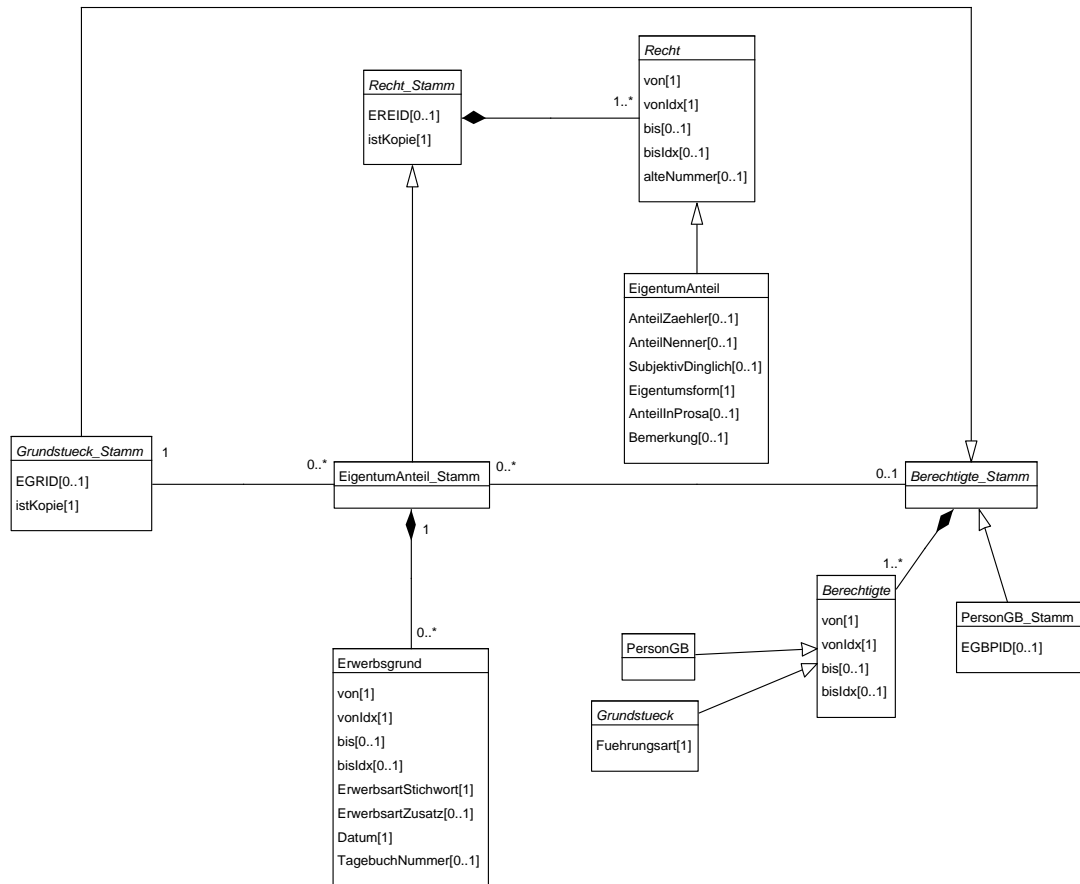 Recht
von[1]
vonIdx[1]
bis[0..1]
bisIdx[0..1]
alteNummer[0..1]
Recht_Stamm
EREID[0..1]
istKopie[1]
1..*
EigentumAnteil
AnteilZaehler[0..1]
AnteilNenner[0..1]
SubjektivDinglich[0..1]
Eigentumsform[1]
AnteilInProsa[0..1]
Bemerkung[0..1]
Grundstueck_Stamm
EGRID[0..1]
istKopie[1]
1
0..*
EigentumAnteil_Stamm
0..*
0..1
Berechtigte_Stamm
1
0..*
1..*
Berechtigte
von[1]
vonIdx[1]
bis[0..1]
bisIdx[0..1]
PersonGB_Stamm
EGBPID[0..1]
PersonGB
Grundstueck
Fuehrungsart[1]
Erwerbsgrund
von[1]
vonIdx[1]
bis[0..1]
bisIdx[0..1]
ErwerbsartStichwort[1]
ErwerbsartZusatz[0..1]
Datum[1]
TagebuchNummer[0..1]